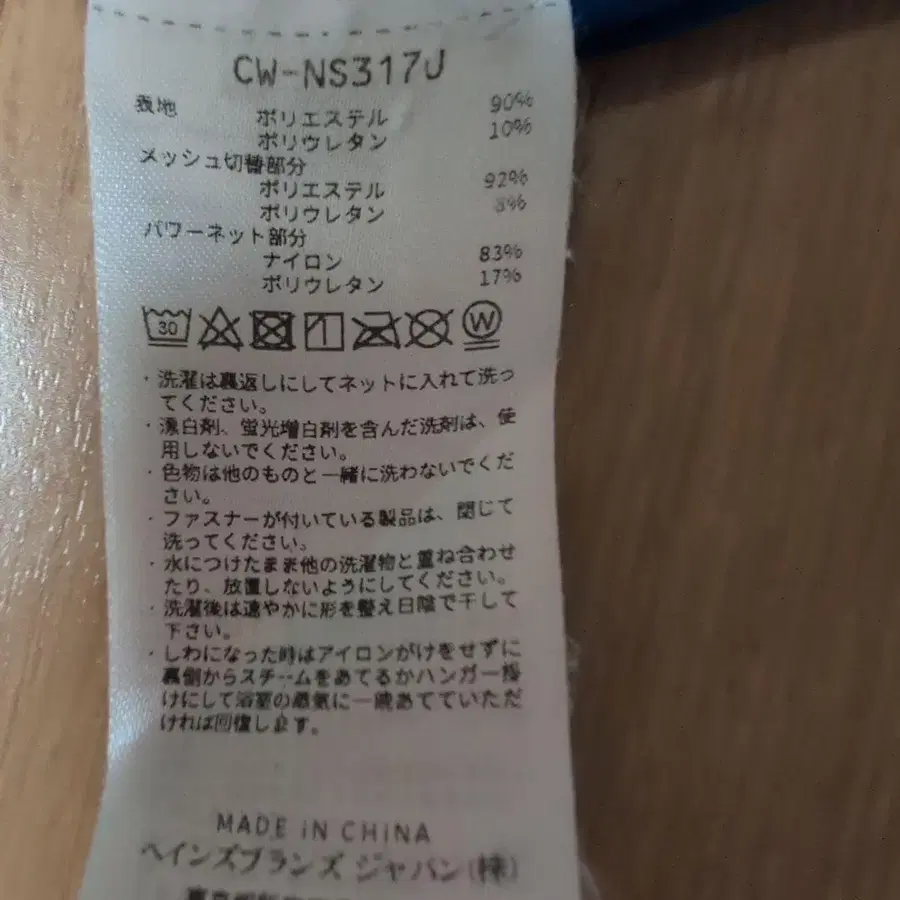 CW-NS317J
表地 ポリエステル 90%
ポリウレタン 10%
メッシュ切替部分
ポリエステル 92%
ポリウレタン 8%
パワーネット部分
ナイロン 83%
ポリウレタン 17%
30 W
・洗濯は裏返しにしてネットに入れて洗っ
てください。
・漂白剤、蛍光増白剤を含んだ洗剤は、使
用しないでください。
・色物は他のものと一緒に洗わないでくだ
さい。
・ファスナーが付いている製品は、閉じて
洗ってください。
・水につけたまま他の洗濯物と重ね合わせ
たり、放置しないようにしてください。
・洗濯後は速やかに形を整え日陰で干して
下さい。
・しわになった時はアイロンがけをせずに
裏側からスチームをあてるかハンガー掛
けにして浴室の蒸気に一晩あてていただ
ければ回復します。
MADE iN CHiNA
ヘインズブランズ ジャパン(株)